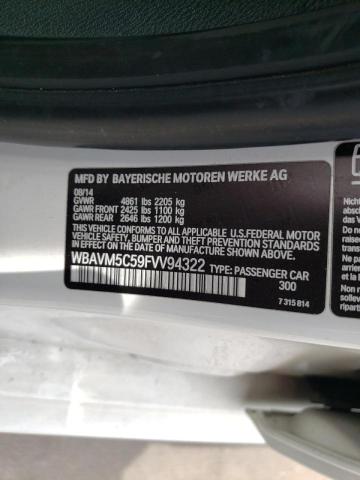 MFD BY BAYERISCHE MOTOREN WERKE AG
08/14
GVWR 4861 lbs 2205 kg
GAWR FRONT 2425 lbs 1100 kg
GAWR REAR 2646 lbs 1200 kg
THIS VEHICLE CONFORMS TO ALL APPLICABLE U.S.FEDERAL MOTOR
VEHICLE SAFETY, BUMPER, AND THEFT PREVENTION STANDARDS
IN EFFECT ON THE DATE OF MANUFACTURE SHOWN ABOVE.
WBAVM5C59FVV94322 TYPE: PASSENGER CAR
300
7 315 814
Nicht